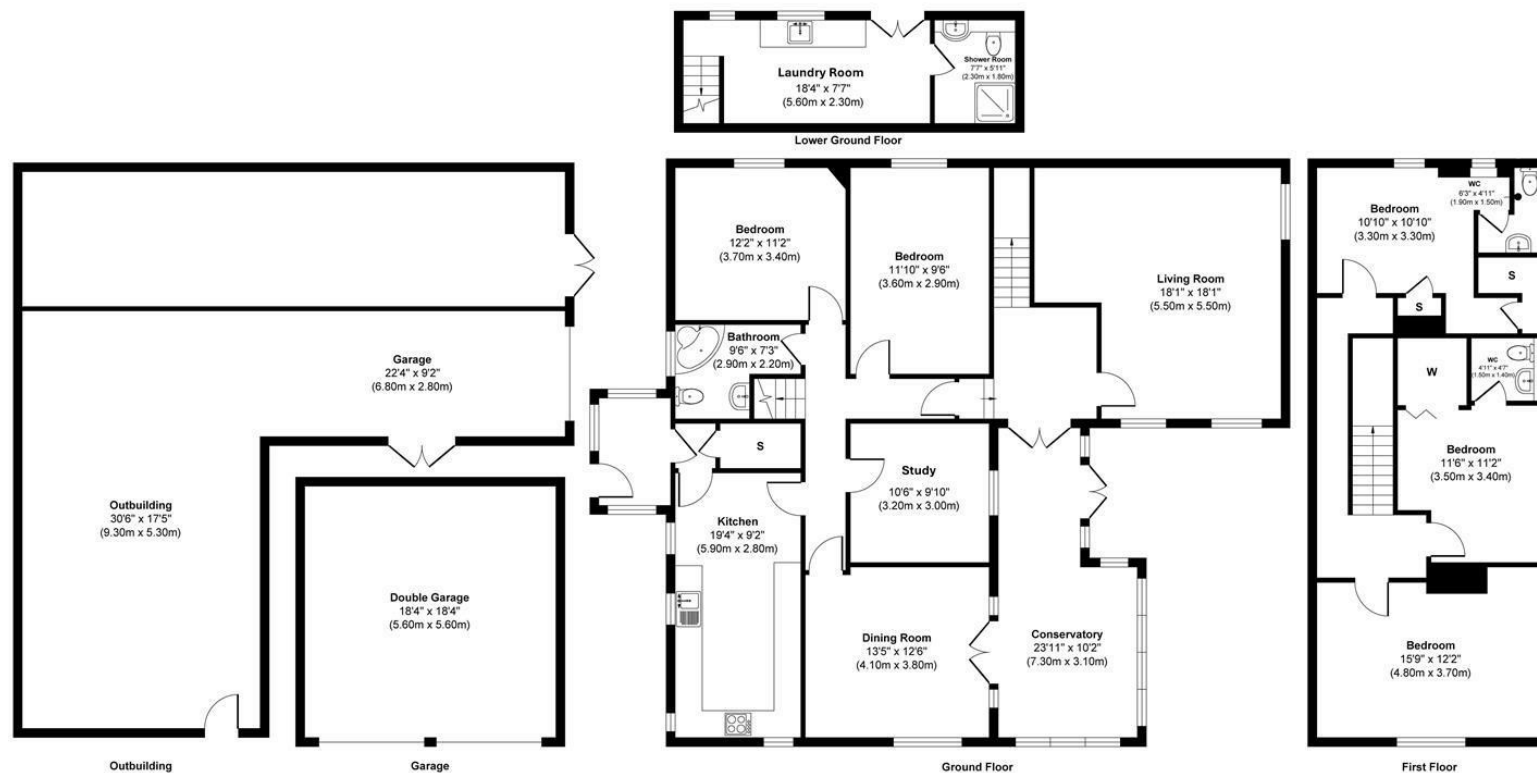 Laundry Room
18'4" x 7'7"
(5.60m x 2.30m)
Shower Room
7'7" x 5'11"
(2.30m x 1.80m)
Lower Ground Floor
Garage
22'4" x 9'2"
(6.80m x 2.80m)
Outbuilding
30'6" x 17'5"
(9.30m x 5.30m)
Outbuilding
Double Garage
18'4" x 18'4"
(5.60m x 5.60m)
Garage
Bedroom
12'2" x 11'2"
(3.70m x 3.40m)
Bedroom
11'10" x 9'6"
(3.60m x 2.90m)
Living Room
18'1" x 18'1"
(5.50m x 5.50m)
Bathroom
9'6" x 7'3"
(2.90m x 2.20m)
S
Study
10'6" x 9'10"
(3.20m x 3.00m)
Kitchen
19'4" x 9'2"
(5.90m x 2.80m)
Dining Room
13'5" x 12'6"
(4.10m x 3.80m)
Conservatory
23'11" x 10'2"
(7.30m x 3.10m)
Ground Floor
WC
6'3" x 4'11"
(1.90m x 1.50m)
Bedroom
10'10" x 10'10"
(3.30m x 3.30m)
S
S
W
WC
4'11" x 4'7"
(1.50m x 1.40m)
Bedroom
11'6" x 11'2"
(3.50m x 3.40m)
Bedroom
15'9" x 12'2"
(4.80m x 3.70m)
First Floor